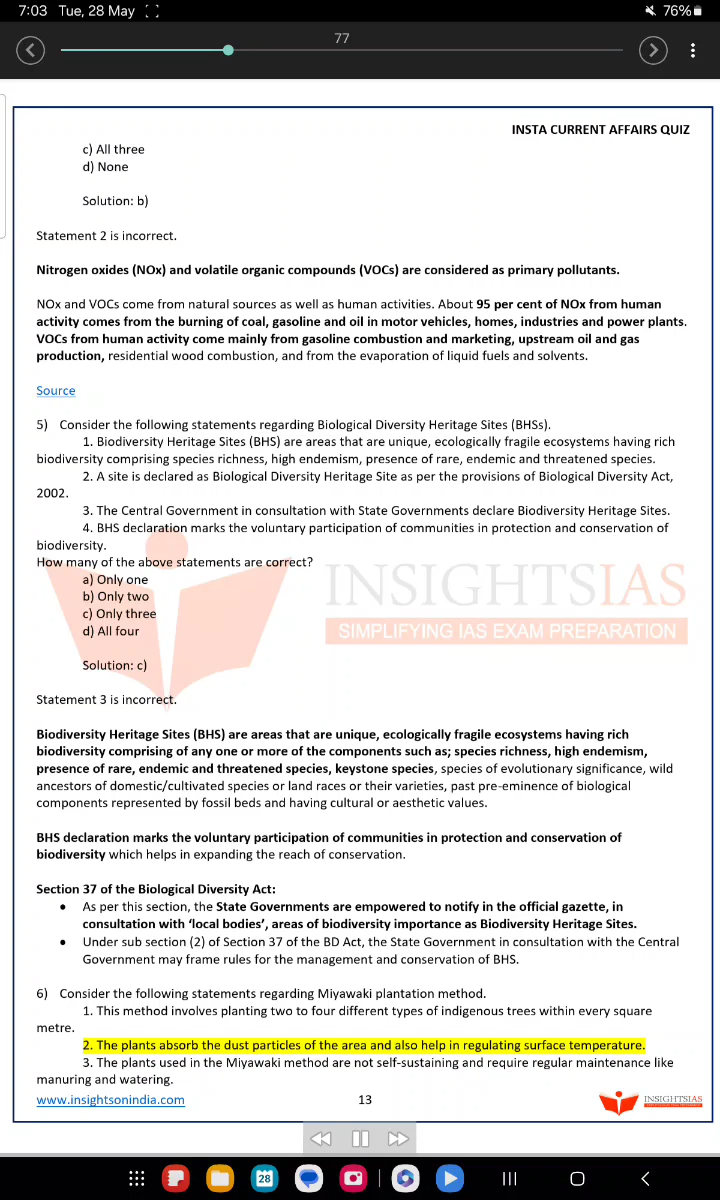 7:03 Tue, 28 May
76%
77
INSTA CURRENT AFFAIRS QUIZ
c) All three
d) None
Solution: b)
Statement 2 is incorrect.
Nitrogen oxides (NOx) and volatile organic compounds (VOCs) are considered as primary pollutants.
NOx and VOCs come from natural sources as well as human activities. About 95 per cent of NOx from human
activity comes from the burning of coal, gasoline and oil in motor vehicles, homes, industries and power plants.
VOCs from human activity come mainly from gasoline combustion and marketing, upstream oil and gas
production, residential wood combustion, and from the evaporation of liquid fuels and solvents.
Source
5) Consider the following statements regarding Biological Diversity Heritage Sites (BHSs).
1. Biodiversity Heritage Sites (BHS) are areas that are unique, ecologically fragile ecosystems having rich
biodiversity comprising species richness, high endemism, presence of rare, endemic and threatened species.
2. A site is declared as Biological Diversity Heritage Site as per the provisions of Biological Diversity Act,
2002.
3. The Central Government in consultation with State Governments declare Biodiversity Heritage Sites.
4. BHS declaration marks the voluntary participation of communities in protection and conservation of
biodiversity.
How many of the above statements are correct?
a) Only one
b) Only two
c) Only three
d) All four
INSIGHTSIAS
SIMPLIFYING IAS EXAM PREPARATION
Solution: c)
Statement 3 is incorrect.
Biodiversity Heritage Sites (BHS) are areas that are unique, ecologically fragile ecosystems having rich
biodiversity comprising of any one or more of the components such as; species richness, high endemism,
presence of rare, endemic and threatened species, keystone species, species of evolutionary significance, wild
ancestors of domestic/cultivated species or land races or their varieties, past pre-eminence of biological
components represented by fossil beds and having cultural or aesthetic values.
BHS declaration marks the voluntary participation of communities in protection and conservation of
biodiversity which helps in expanding the reach of conservation.
Section 37 of the Biological Diversity Act:
• As per this section, the State Governments are empowered to notify in the official gazette, in
consultation with ‘local bodies’, areas of biodiversity importance as Biodiversity Heritage Sites.
• Under sub section (2) of Section 37 of the BD Act, the State Government in consultation with the Central
Government may frame rules for the management and conservation of BHS.
6) Consider the following statements regarding Miyawaki plantation method.
1. This method involves planting two to four different types of indigenous trees within every square
metre.
2. The plants absorb the dust particles of the area and also help in regulating surface temperature.
3. The plants used in the Miyawaki method are not self-sustaining and require regular maintenance like
manuring and watering.
www.insightsonindia.com
13
INSIGHTSIAS
28